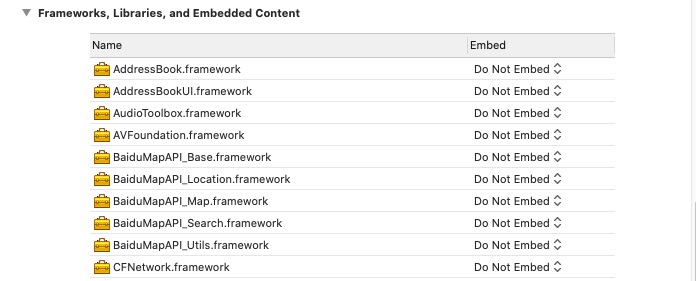 Frameworks, Libraries, and Embedded Content
Name Embed
AddressBook.framework Do Not Embed
AddressBookUI.framework Do Not Embed
AudioToolbox.framework Do Not Embed
AVFoundation.framework Do Not Embed
BaiduMapAPI_Base.framework Do Not Embed
BaiduMapAPI_Location.framework Do Not Embed
BaiduMapAPI_Map.framework Do Not Embed
BaiduMapAPI_Search.framework Do Not Embed
BaiduMapAPI_Utils.framework Do Not Embed
CFNetwork.framework Do Not Embed